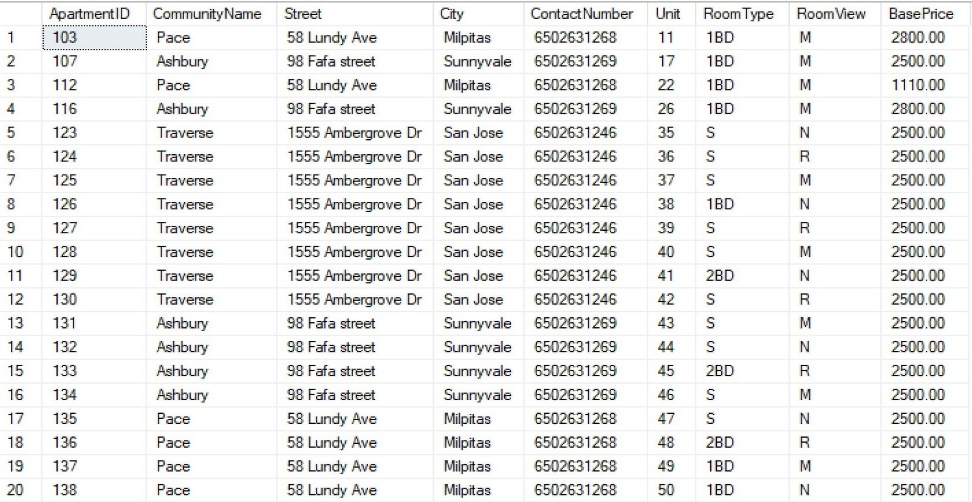 ApartmentID CommunityName Street City ContactNumber Unit RoomType RoomView BasePrice
1 103 Pace 58 Lundy Ave Milpitas 6502631268 11 1BD M 2800.00
2 107 Ashbury 98 Fafa street Sunnyvale 6502631269 17 1BD M 2500.00
3 112 Pace 58 Lundy Ave Milpitas 6502631268 22 1BD M 1110.00
4 116 Ashbury 98 Fafa street Sunnyvale 6502631269 26 1BD M 2800.00
5 123 Traverse 1555 Ambergrove Dr San Jose 6502631246 35 S N 2500.00
6 124 Traverse 1555 Ambergrove Dr San Jose 6502631246 36 S R 2500.00
7 125 Traverse 1555 Ambergrove Dr San Jose 6502631246 37 S M 2500.00
8 126 Traverse 1555 Ambergrove Dr San Jose 6502631246 38 1BD N 2500.00
9 127 Traverse 1555 Ambergrove Dr San Jose 6502631246 39 S R 2500.00
10 128 Traverse 1555 Ambergrove Dr San Jose 6502631246 40 S M 2500.00
11 129 Traverse 1555 Ambergrove Dr San Jose 6502631246 41 2BD N 2500.00
12 130 Traverse 1555 Ambergrove Dr San Jose 6502631246 42 S R 2500.00
13 131 Ashbury 98 Fafa street Sunnyvale 6502631269 43 S M 2500.00
14 132 Ashbury 98 Fafa street Sunnyvale 6502631269 44 S N 2500.00
15 133 Ashbury 98 Fafa street Sunnyvale 6502631269 45 2BD R 2500.00
16 134 Ashbury 98 Fafa street Sunnyvale 6502631269 46 S M 2500.00
17 135 Pace 58 Lundy Ave Milpitas 6502631268 47 S N 2500.00
18 136 Pace 58 Lundy Ave Milpitas 6502631268 48 2BD R 2500.00
19 137 Pace 58 Lundy Ave Milpitas 6502631268 49 1BD M 2500.00
20 138 Pace 58 Lundy Ave Milpitas 6502631268 50 1BD N 2500.00